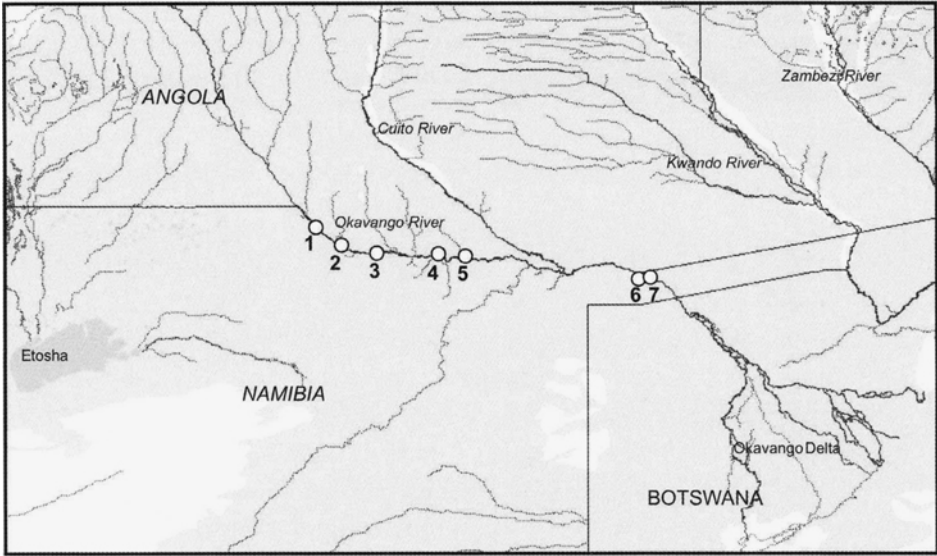 Zambezi River
ANGOLA
Cuito River
Kwando River
Okavango River
1
2
3
4
5
6
7
Etosha
NAMIBIA
Okavango Delta
BOTSWANA